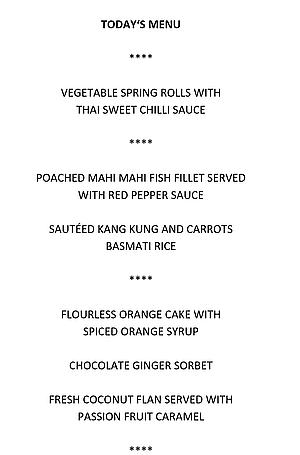 TODAY'S MENU
****
VEGETABLE SPRING ROLLS WITH
THAI SWEET CHILLI SAUCE
****
POACHED MAHI MAHI FISH FILLET SERVED
WITH RED PEPPER SAUCE
SAUTÉED KANG KUNG AND CARROTS
BASMATI RICE
****
FLOURLESS ORANGE CAKE WITH
SPICED ORANGE SYRUP
CHOCOLATE GINGER SORBET
FRESH COCONUT FLAN SERVED WITH
PASSION FRUIT CARAMEL
****